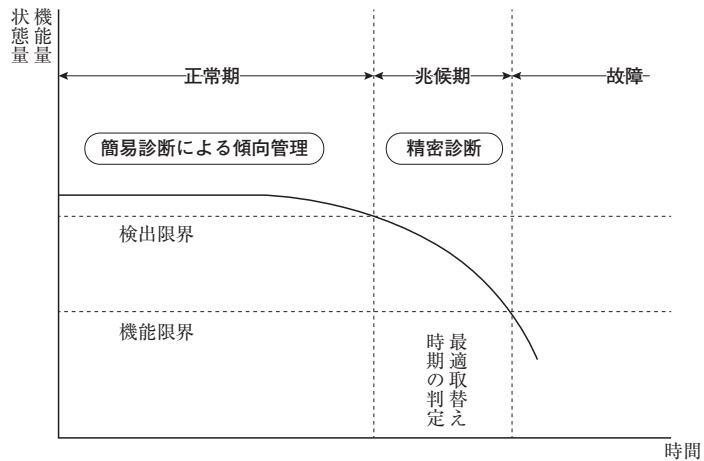 機能量
状態量
正常期
兆候期
故障
簡易診断による傾向管理
精密診断
検出限界
機能限界
最適取替え
時期の判定
時間